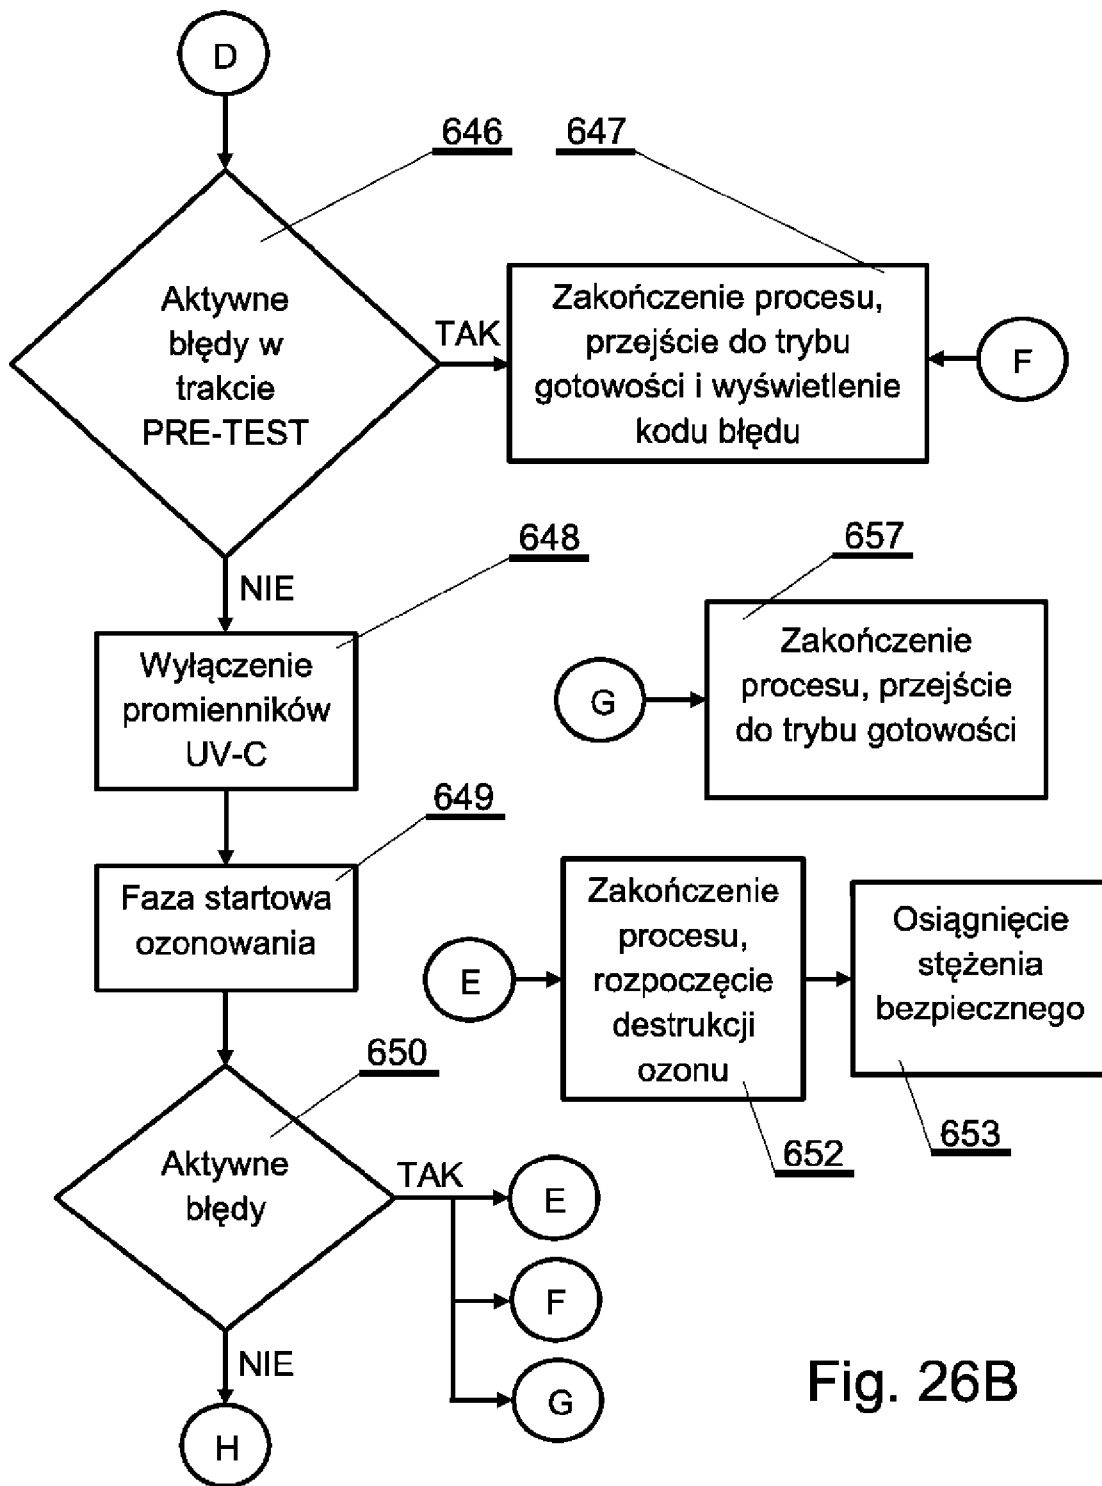 D
646
647
Aktywne
błędy w
trakcie
PRE-TEST
TAK
Zakończenie procesu,
przejście do trybu
gotowości i wyświetlenie
kodu błędu
F
NIE
648
657
Wyłączenie
promienników
UV-C
G
Zakończenie
procesu, przejście
do trybu gotowości
649
Faza startowa
ozonowania
E
Zakończenie
procesu,
rozpoczęcie
destrukcji
ozonu
Osiągnięcie
stężenia
bezpiecznego
650
652
653
Aktywne
błędy
TAK
E
F
G
NIE
H
Fig. 26B